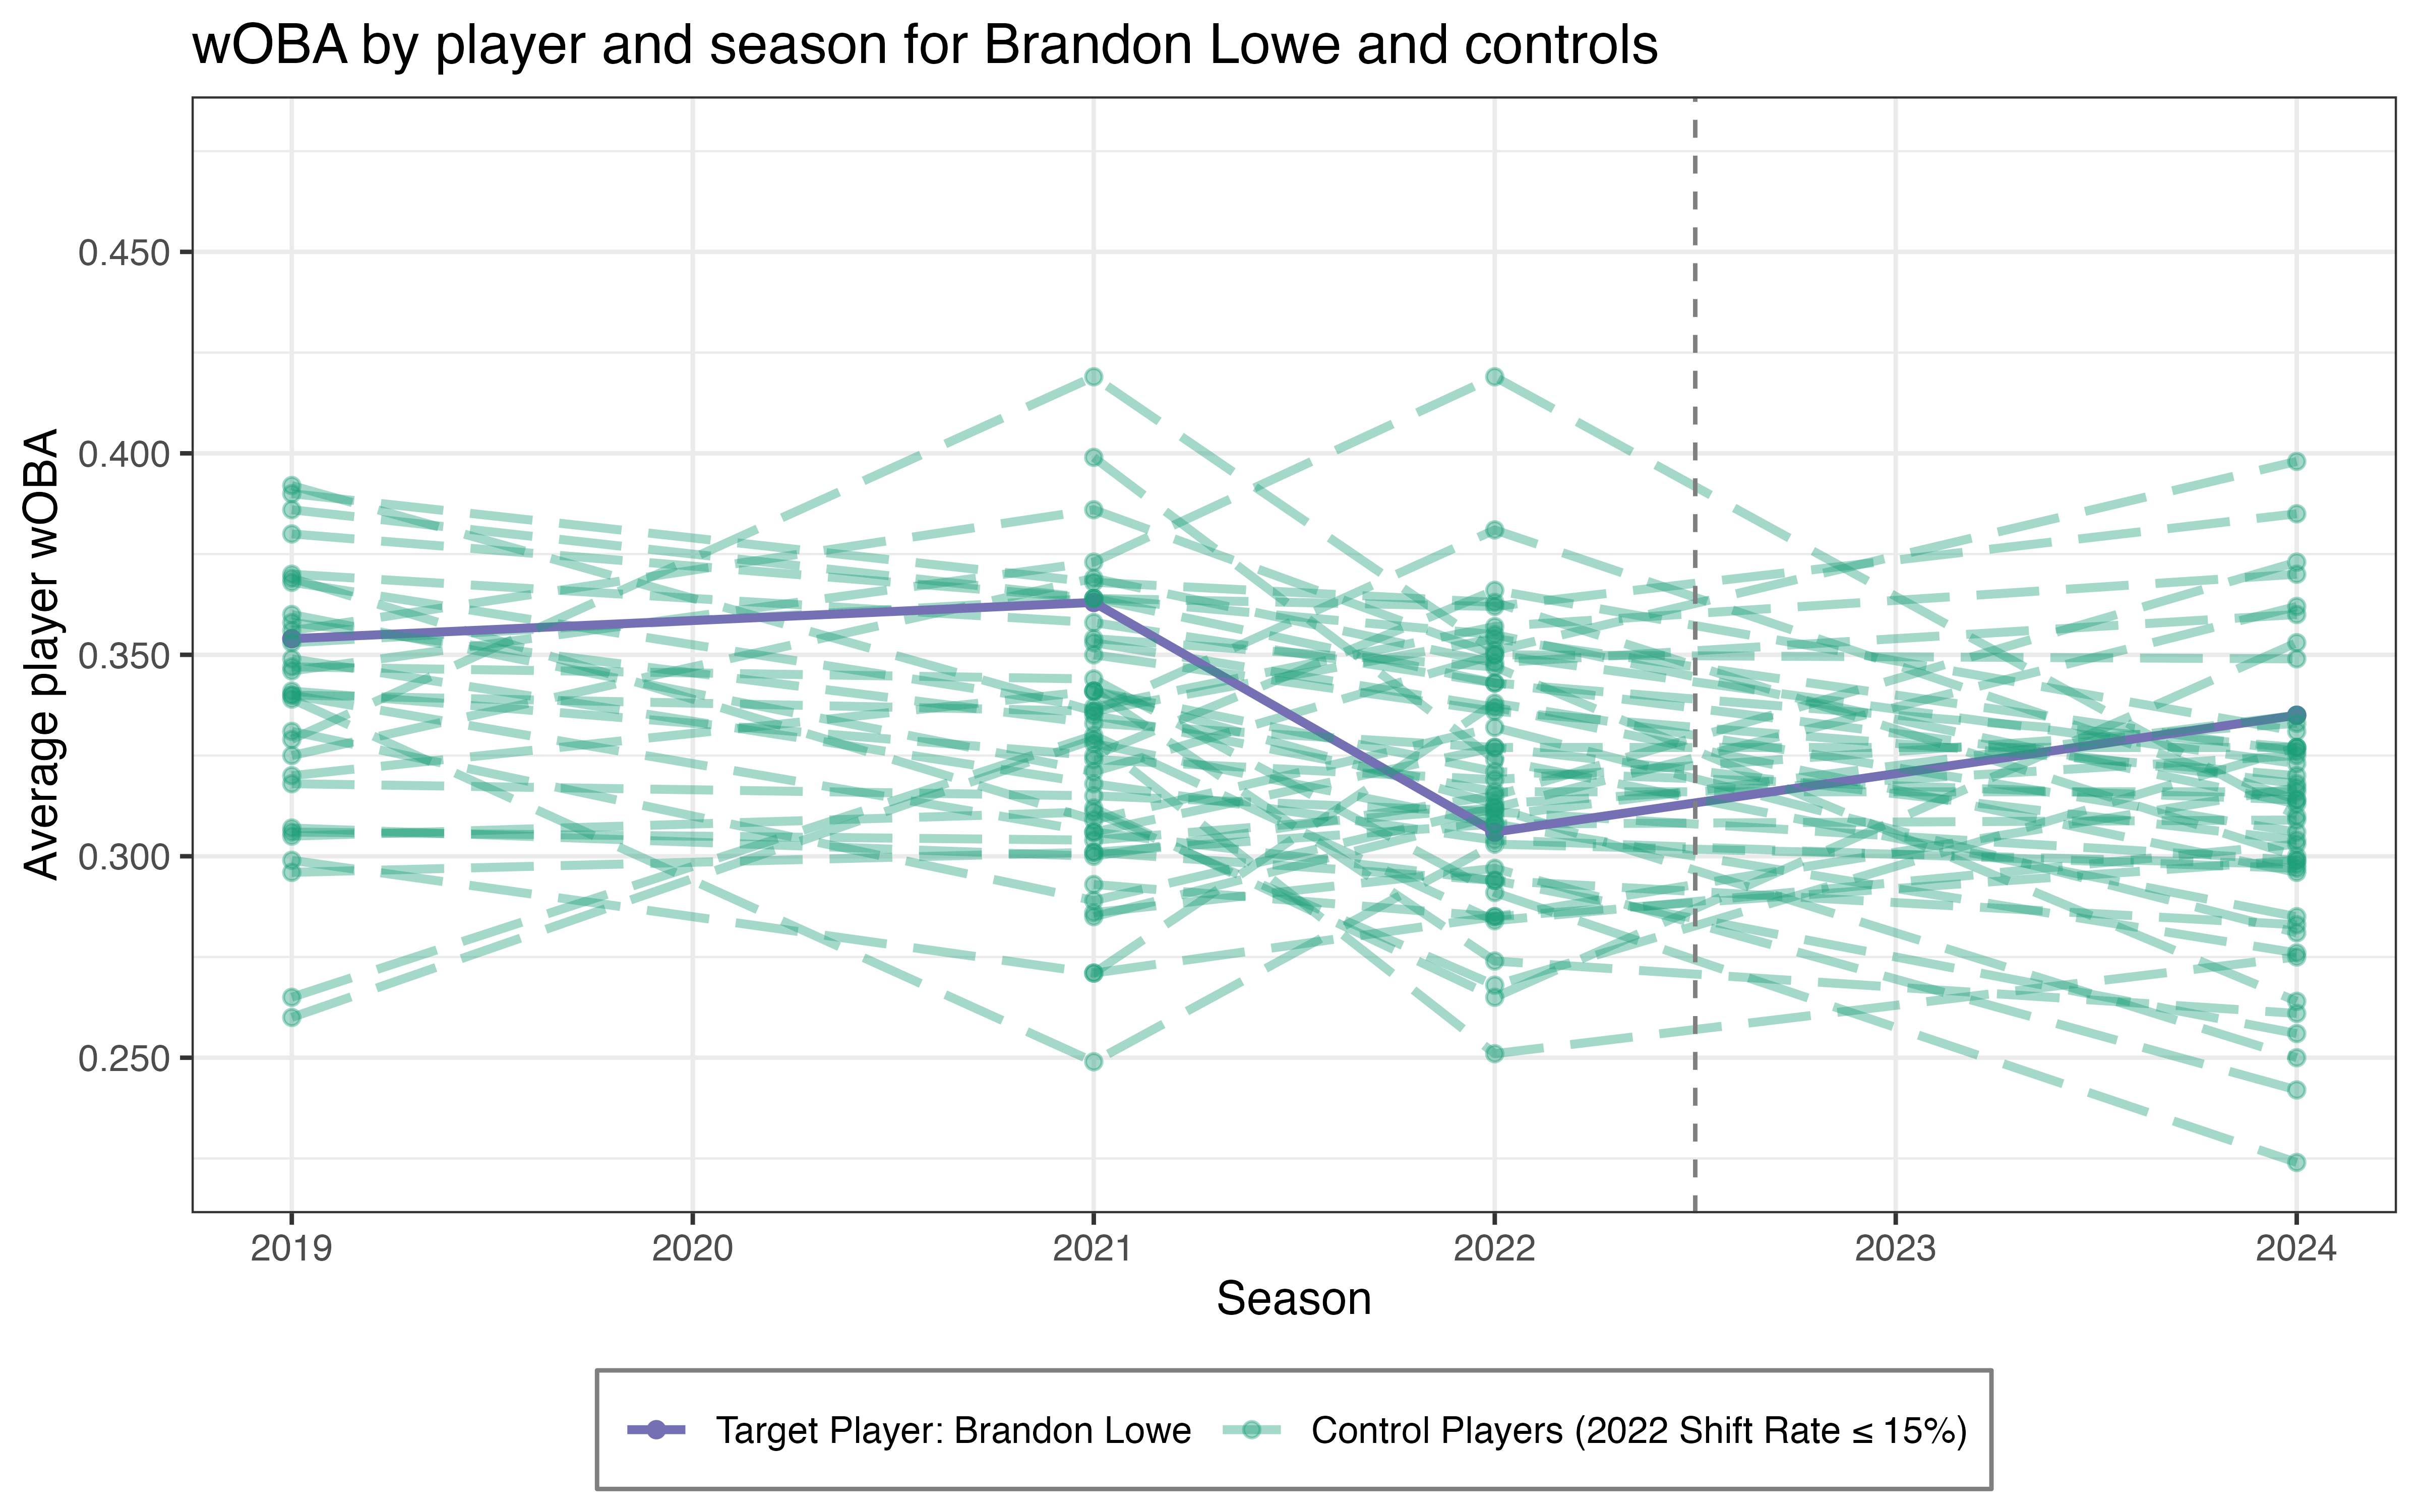 wOBA by player and season for Brandon Lowe and controls
Average player wOBA
0.450
0.400
0.350
0.300
0.250
2019 2020 2021 2022 2023 2024
Season
Target Player: Brandon Lowe Control Players (2022 Shift Rate ≤ 15%)